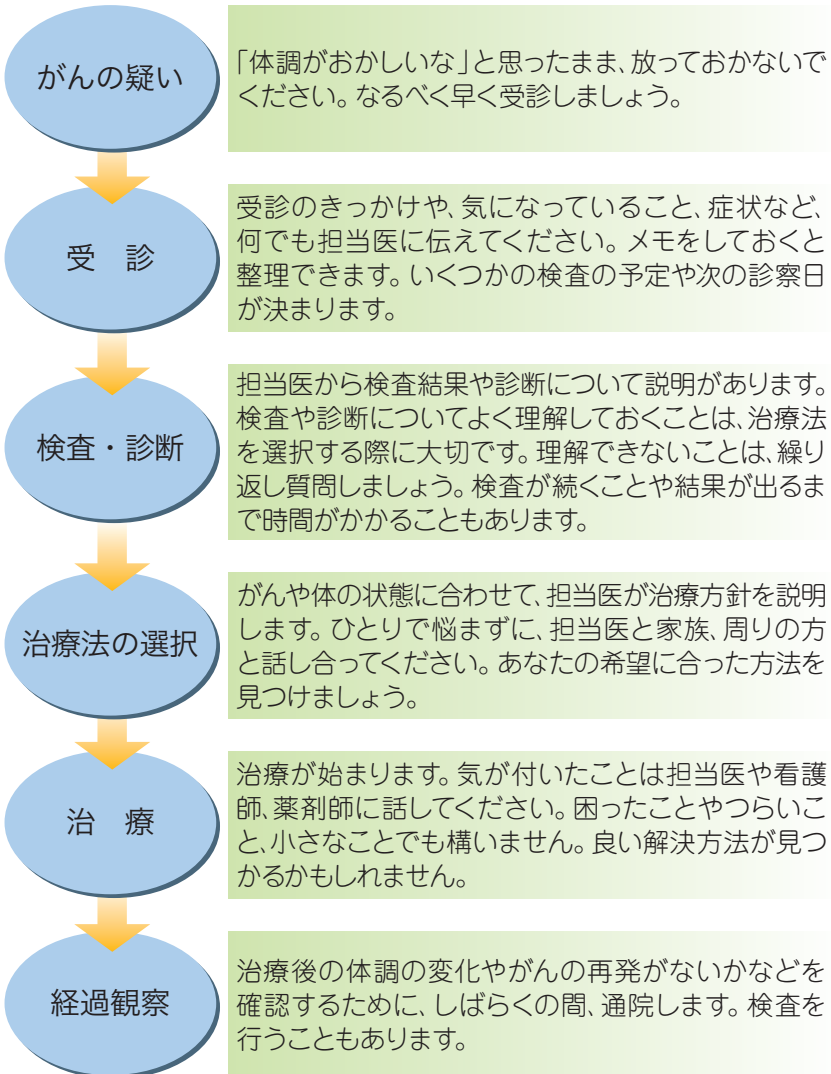 がんの疑い
「体調がおかしいな」と思ったまま、放っておかないで
ください。なるべく早く受診しましょう。
受　診
受診のきっかけや、気になっていること、症状など、
何でも担当医に伝えてください。メモをしておくと
整理できます。いくつかの検査の予定や次の診察日
が決まります。
検査・診断
担当医から検査結果や診断について説明があります。
検査や診断についてよく理解しておくことは、治療法
を選択する際に大切です。理解できないことは、繰り
返し質問しましょう。検査が続くことや結果が出るま
で時間がかかることもあります。
治療法の選択
がんや体の状態に合わせて、担当医が治療方針を説明
します。ひとりで悩まずに、担当医と家族、周りの方
と話し合ってください。あなたの希望に合った方法を
見つけましょう。
治　療
治療が始まります。気が付いたことは担当医や看護
師、薬剤師に話してください。困ったことやつらいこ
と、小さなことでも構いません。良い解決方法が見つ
かるかもしれません。
経過観察
治療後の体調の変化やがんの再発がないかなどを
確認するために、しばらくの間、通院します。検査を
行うこともあります。